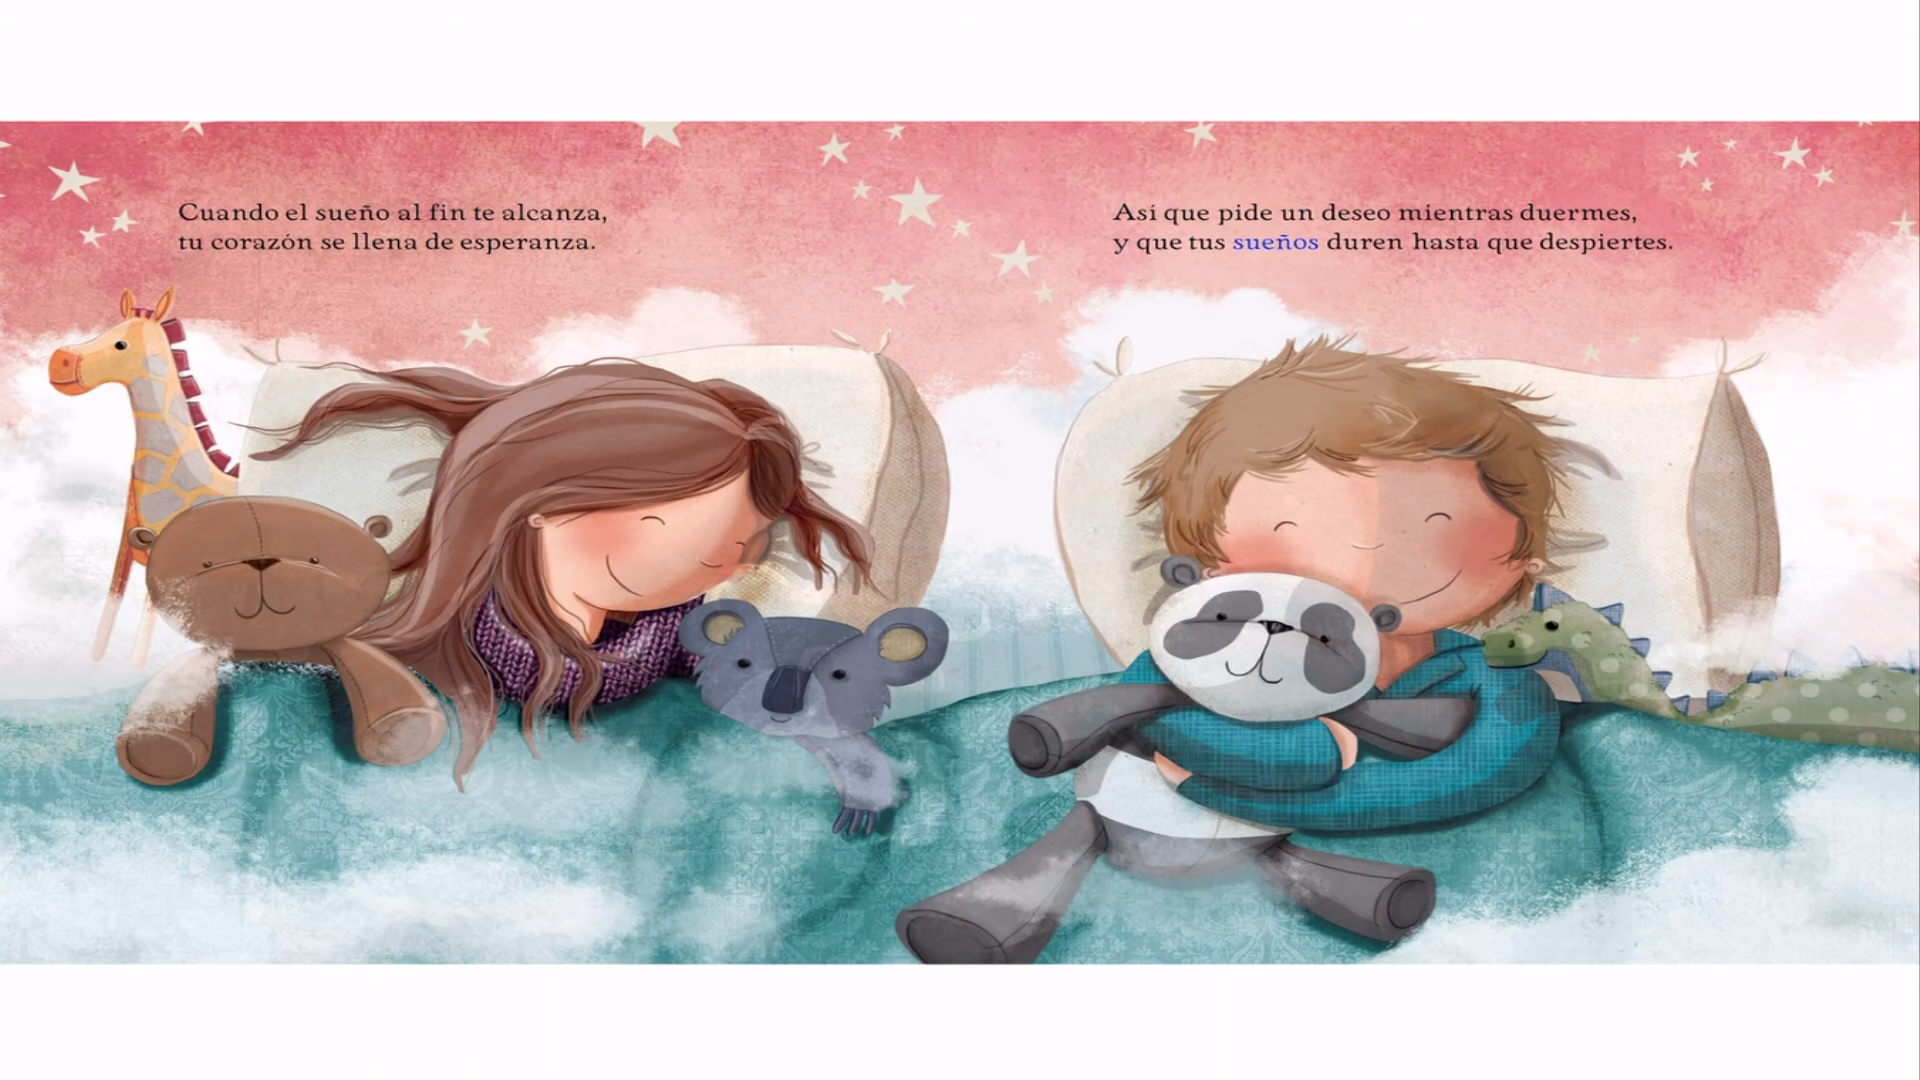 Cuando el sueño al fin te alcanza,
tu corazón se llena de esperanza.
Así que pide un deseo mientras duermes,
y que tus sueños duren hasta que despiertes.